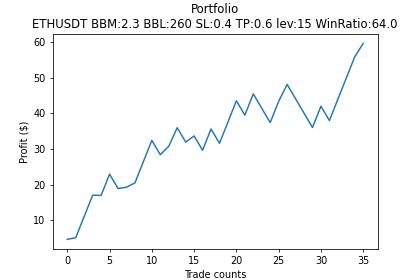 Portfolio
ETHUSDT BBM:2.3 BBL:260 SL:0.4 TP:0.6 lev:15 WinRatio:64.0
60
50
40
30
20
10
Profit ($)
0 5 10 15 20 25 30 35
Trade counts